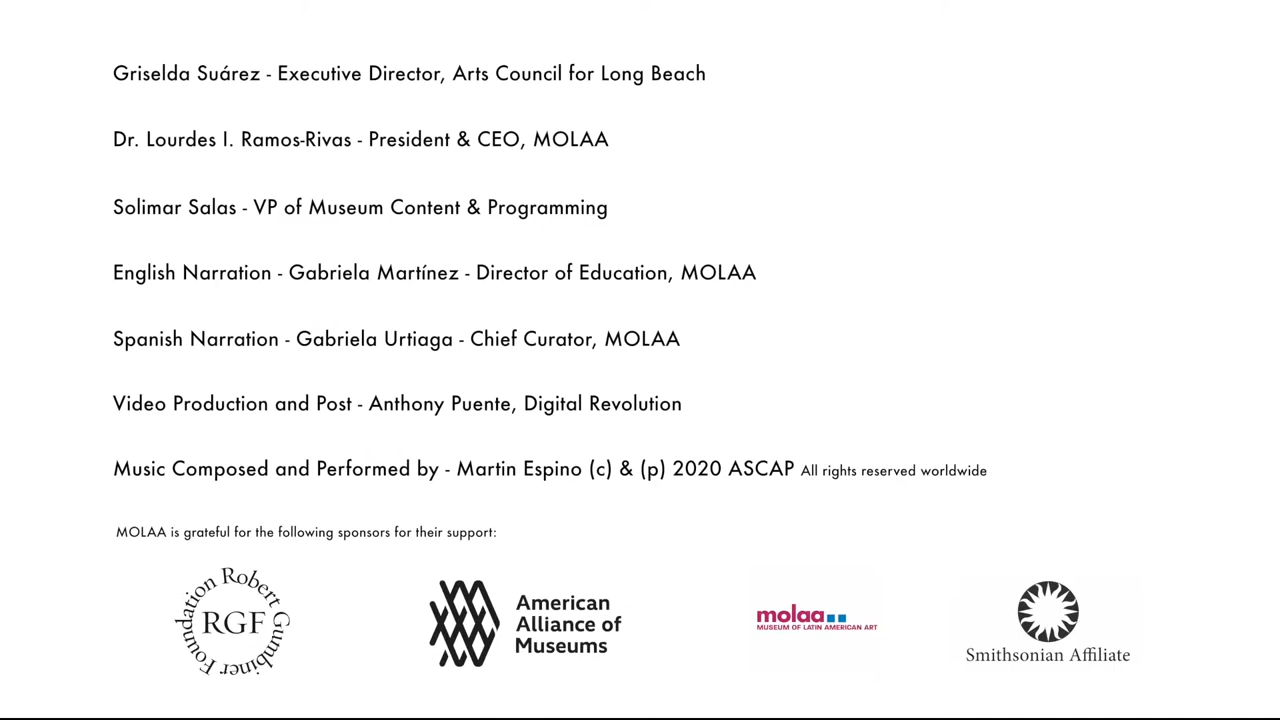 Griselda Suárez - Executive Director, Arts Council for Long Beach
Dr. Lourdes I. Ramos-Rivas - President & CEO, MOLAA
Solimar Salas - VP of Museum Content & Programming
English Narration - Gabriela Martínez - Director of Education, MOLAA
Spanish Narration - Gabriela Urtiaga - Chief Curator, MOLAA
Video Production and Post - Anthony Puente, Digital Revolution
Music Composed and Performed by - Martin Espino (c) & (p) 2020 ASCAP All rights reserved worldwide
MOLAA is grateful for the following sponsors for their support:
Robert Gumbiner Foundation
RGF
American
Alliance of
Museums
molaa
MUSEUM OF LATIN AMERICAN ART
Smithsonian Affiliate